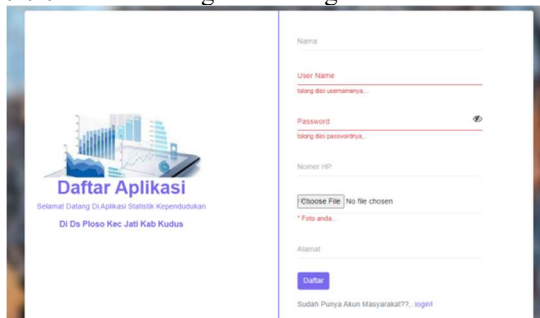 Daftar Aplikasi
Selamat Datang Di Aplikasi Statistik Kependudukan
Di Ds Ploso Kec Jati Kab Kudus
Nama
User Name
tolong diisi usernamenya...
Password
tolong diisi passwordnya...
Nomer HP
Choose File No file chosen
* Foto anda...
Alamat
Daftar
Sudah Punya Akun Masyarakat??.. login!